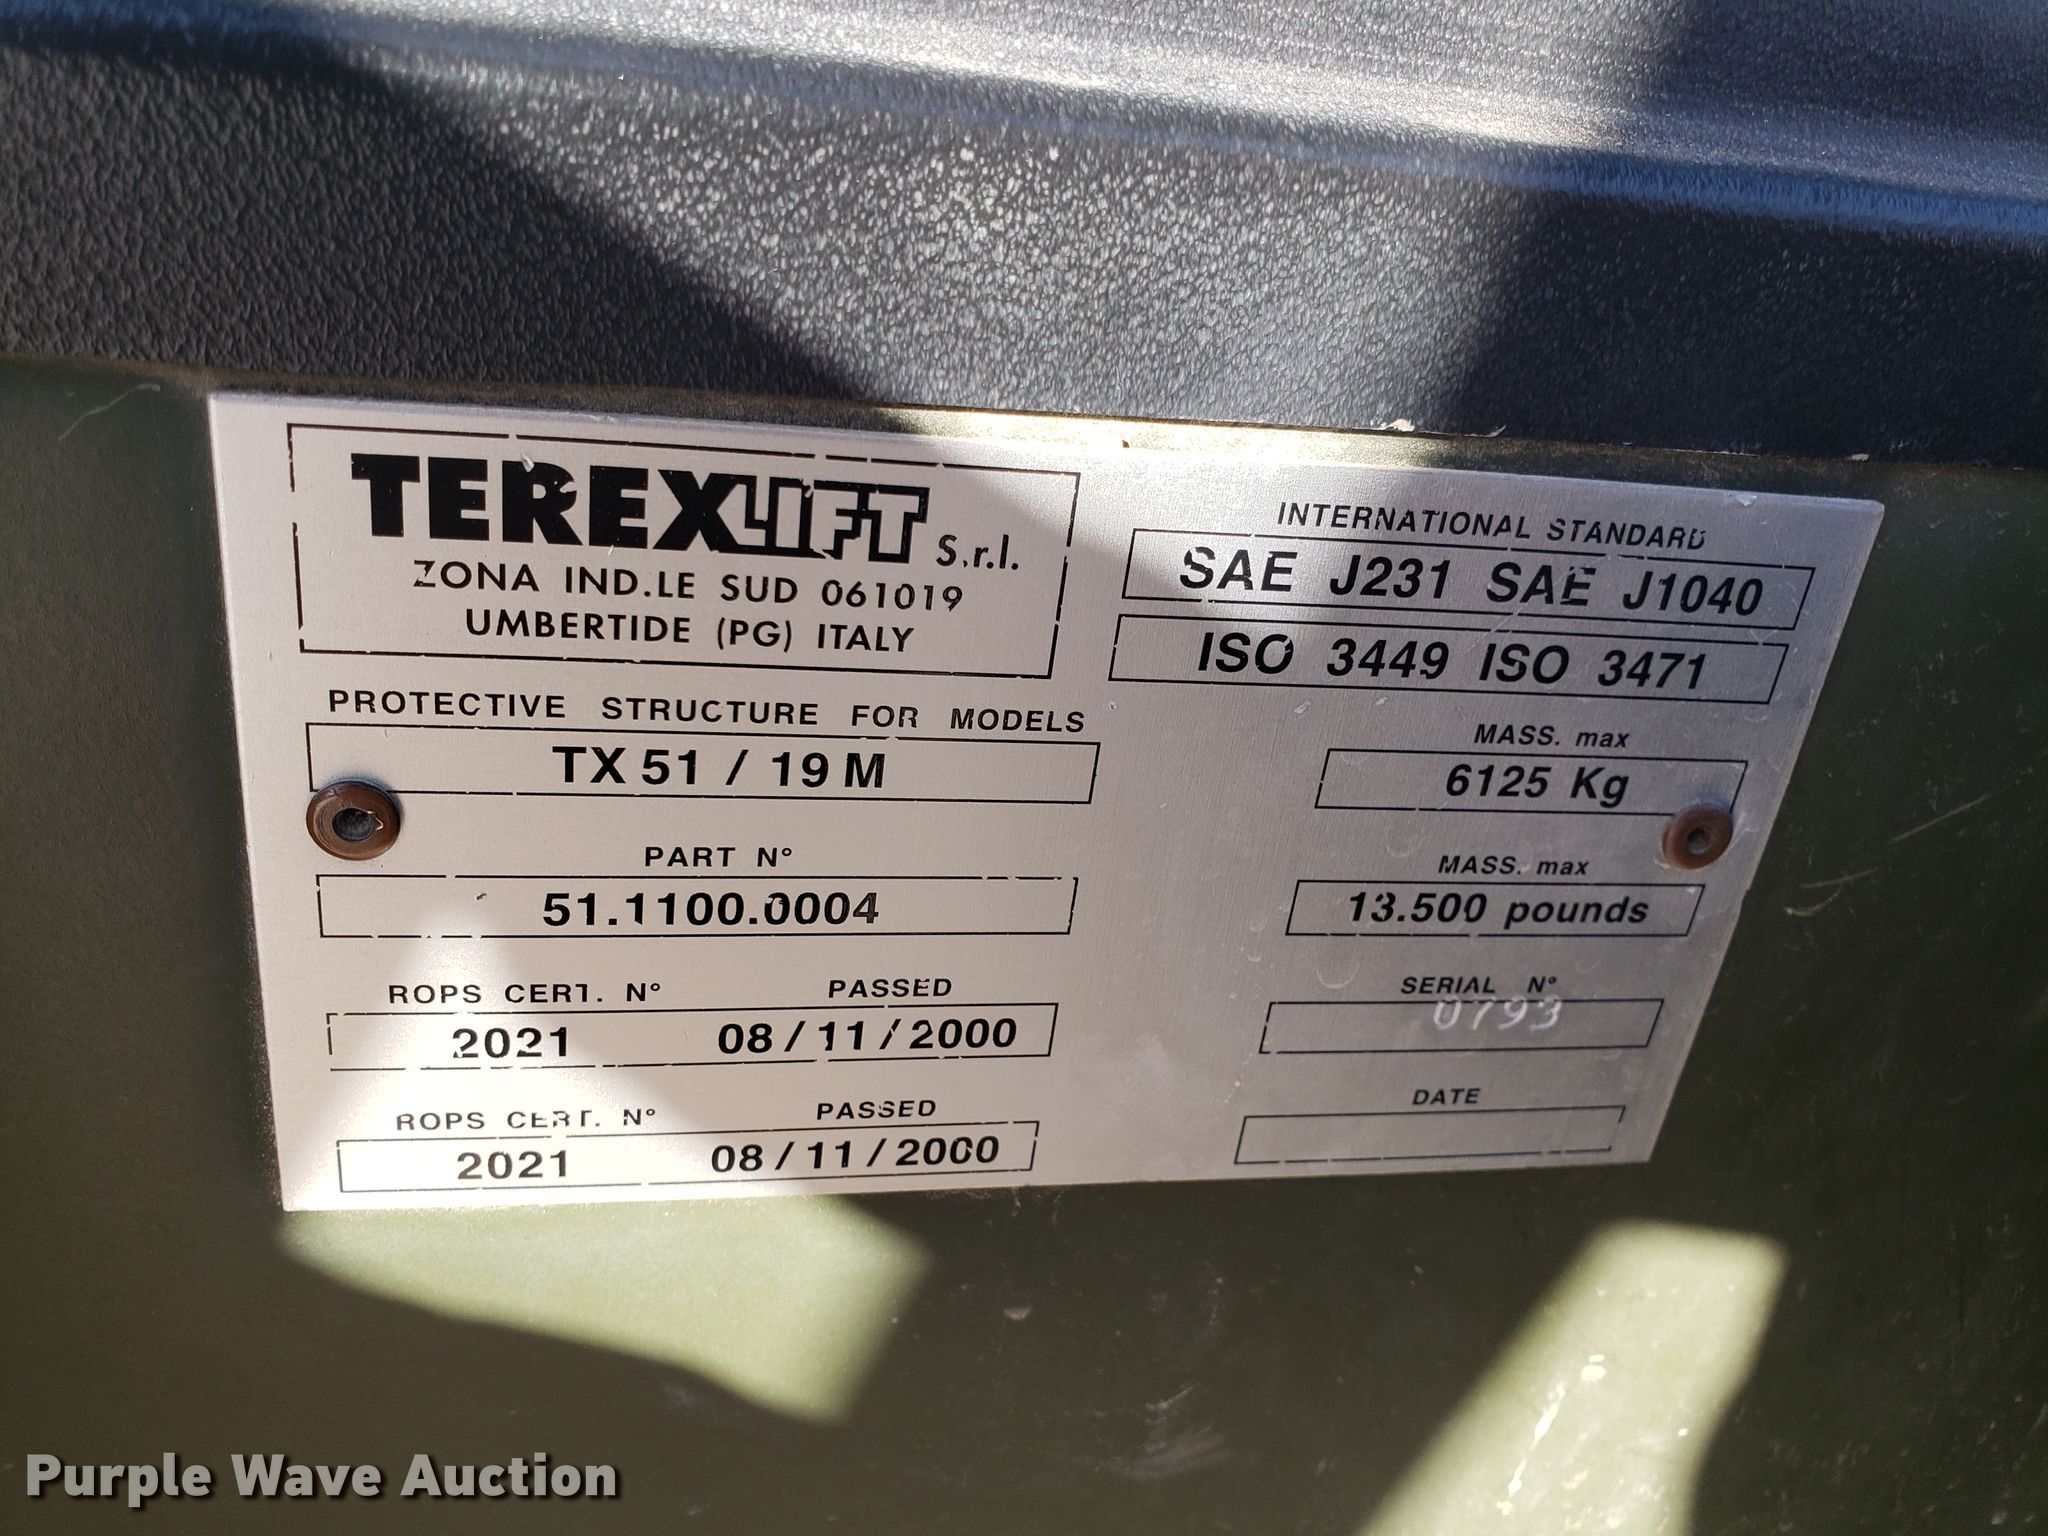 TEREXLIFT S.r.l.
ZONA IND.LE SUD 061019
UMBERTIDE (PG) ITALY
PROTECTIVE STRUCTURE FOR MODELS
TX 51 / 19 M
PART N°
51.1100.0004
ROPS CERT. N° PASSED
2021 08/11/2000
ROPS CERT. N° PASSED
2021 08/11/2000
INTERNATIONAL STANDARD
SAE J231 SAE J1040
ISO 3449 ISO 3471
MASS. max
6125 Kg
MASS. max
13.500 pounds
SERIAL N°
0793
DATE
Purple Wave Auction